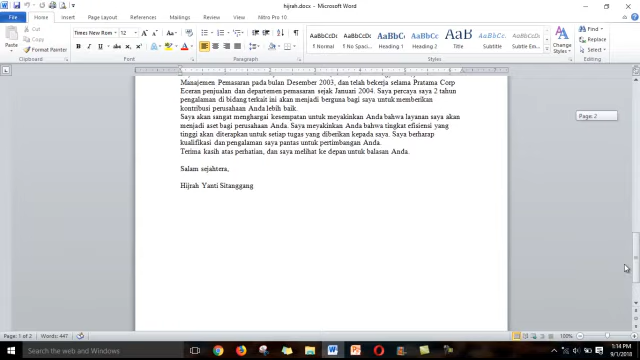 hijrah.docx - Microsoft Word
File Home Insert Page Layout References Mailings Review View Nitro Pro 10
Paste
Cut
Copy
Format Painter
Clipboard
Times New Rom 12
Font
Paragraph
AaBbCcDc AaBbCcDc AaBbC AaBbCc AaB AaBbCc. AaBbCcDt
¶ Normal ¶ No Spaci... Heading 1 Heading 2 Title Subtitle Subtle Em...
Styles
Change Styles
Find
Replace
Select
Editing
Manajemen Pemasaran pada bulan Desember 2003, dan telah bekerja selama Pratama Corp
Eceran penjualan dan departemen pemasaran sejak Januari 2004. Saya percaya saya 2 tahun
pengalaman di bidang terkait ini akan menjadi berguna bagi saya untuk memberikan
kontribusi perusahaan Anda lebih baik.
Saya akan sangat menghargai kesempatan untuk meyakinkan Anda bahwa layanan saya akan
menjadi aset bagi perusahaan Anda. Saya meyakinkan Anda bahwa tingkat efisiensi yang
tinggi akan diterapkan untuk setiap tugas yang diberikan kepada saya. Saya berharap
kualifikasi dan pengalaman saya pantas untuk pertimbangan Anda.
Terima kasih atas perhatian, dan saya melihat ke depan untuk balasan Anda.
Salam sejahtera,
Hijrah Yanti Sitanggang
Page: 2
Page: 1 of 2 Words: 447
100%
Search the web and Windows
1:14 PM
9/1/2018